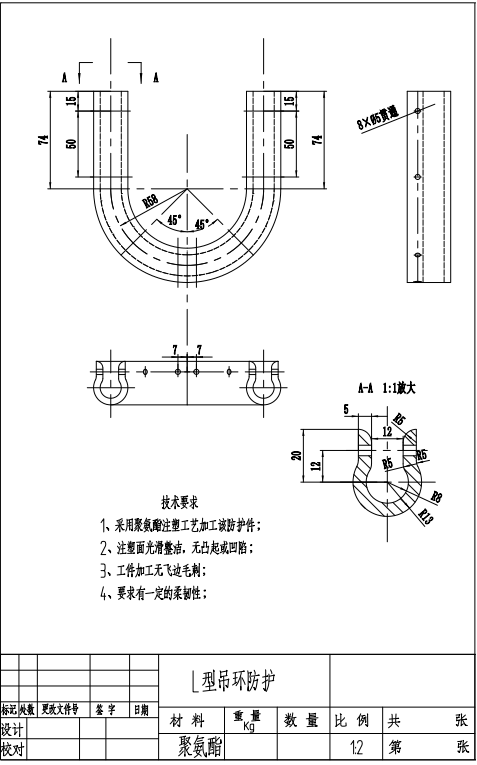 A A
15
74
50
15
74
50
R58
45° 45°
8×Ø5贯通
7 7
A-A 1:1放大
5
12
R5
20
12
R5
R5
R8
R13
技术要求
1、采用聚氨酯注塑工艺加工该防护件;
2、注塑面光滑整洁,无凸起或凹陷;
3、工件加工无飞边毛刺;
4、要求有一定的柔韧性;
L型吊环防护
标记 处数 更改文件号 签 字 日期
设计
校对
材 料 重 量 Kg 数 量 比 例 共 张
聚氨酯 1:2 第 张